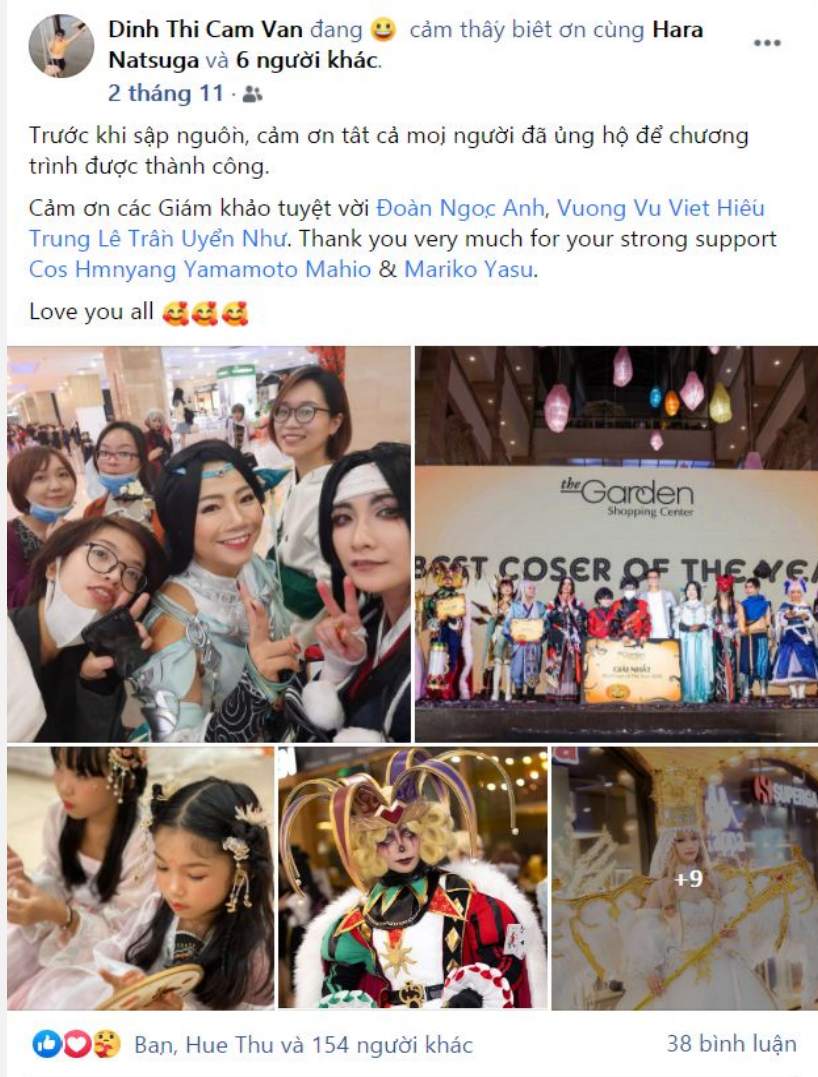 Dinh Thi Cam Van đang cảm thấy biết ơn cùng Hara
Natsuga và 6 người khác.
2 tháng 11 ·
Trước khi sập nguồn, cảm ơn tất cả mọi người đã ủng hộ để chương
trình được thành công.
Cảm ơn các Giám khảo tuyệt vời Đoàn Ngọc Anh, Vuong Vu Viet Hiếu
Trung Lê Trần Uyển Như. Thank you very much for your strong support
Cos Hmnyang Yamamoto Mahio & Mariko Yasu.
Love you all
the Garden
Shopping Center
BEST COSER OF THE YEA
GIẢI NHẤT
SUPERGA
+9
Bạn, Hue Thu và 154 người khác
38 bình luận